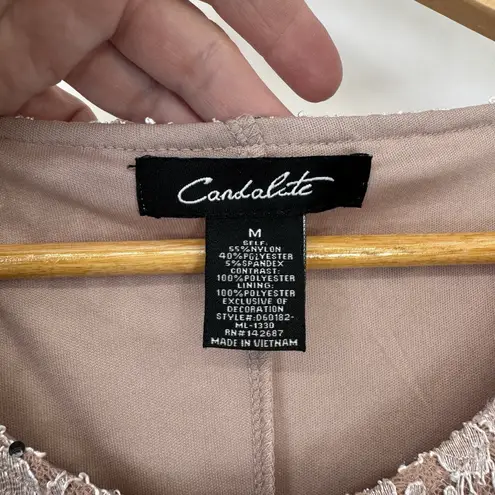 Candalite
M
SELF:
55%NYLON
40%POLYESTER
5%SPANDEX
CONTRAST:
100%POLYESTER
LINING:
100%POLYESTER
EXCLUSIVE OF
DECORATION
STYLE#:D60182-
ML-1330
RN#142687
MADE IN VIETNAM